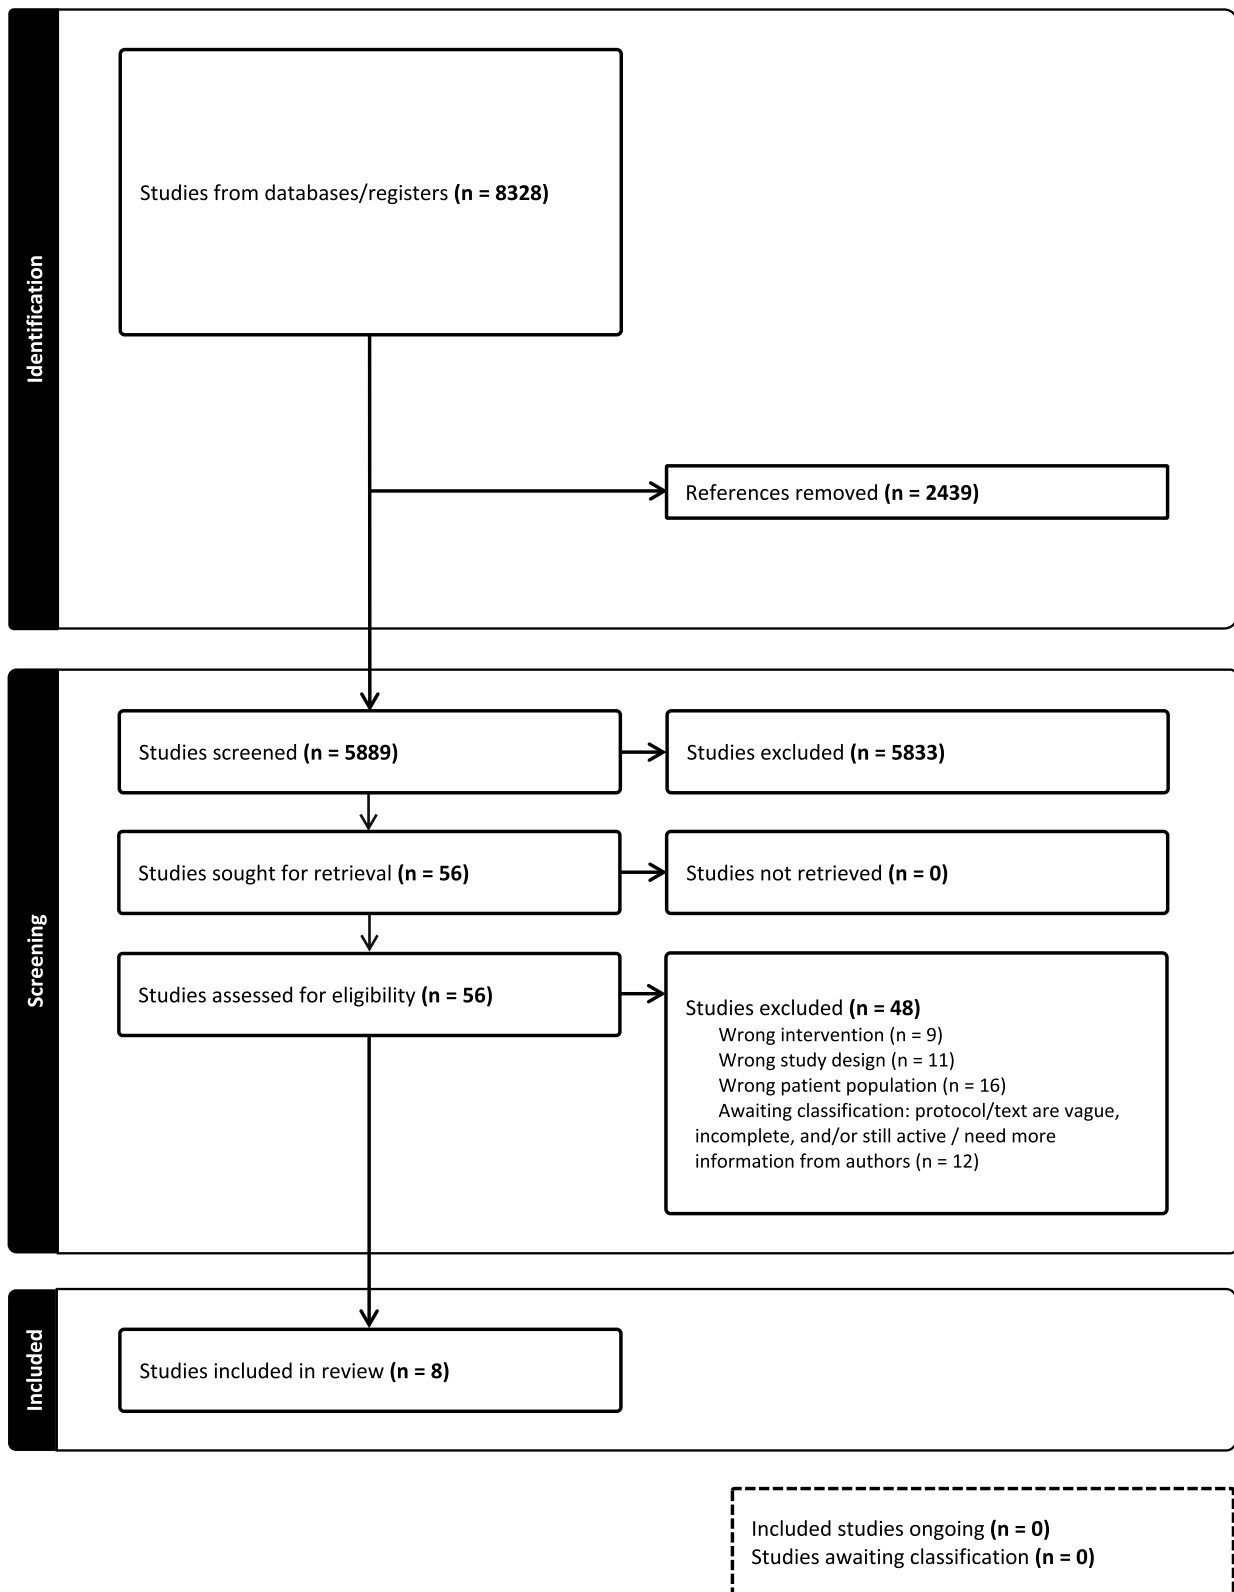 Identification
Studies from databases/registers (n = 8328)
References removed (n = 2439)
Screening
Studies screened (n = 5889)
Studies excluded (n = 5833)
Studies sought for retrieval (n = 56)
Studies not retrieved (n = 0)
Studies assessed for eligibility (n = 56)
Studies excluded (n = 48)
Wrong intervention (n = 9)
Wrong study design (n = 11)
Wrong patient population (n = 16)
Awaiting classification: protocol/text are vague,
incomplete, and/or still active / need more
information from authors (n = 12)
Included
Studies included in review (n = 8)
Included studies ongoing (n = 0)
Studies awaiting classification (n = 0)